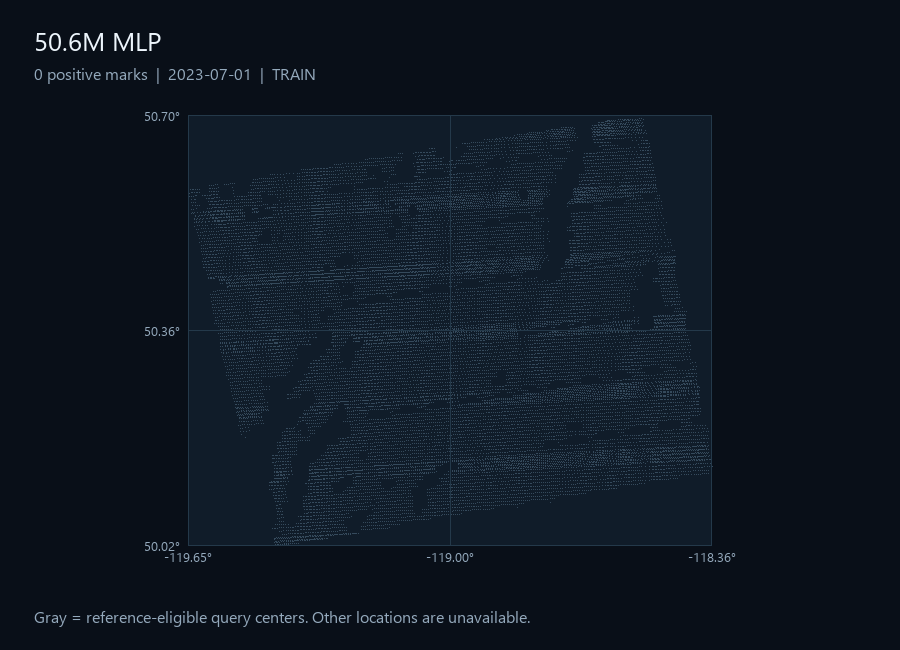 50.6M MLP
0 positive marks | 2023-07-01 | TRAIN
50.70°
50.36°
50.02°
-119.65°
-119.00°
-118.36°
Gray = reference-eligible query centers. Other locations are unavailable.